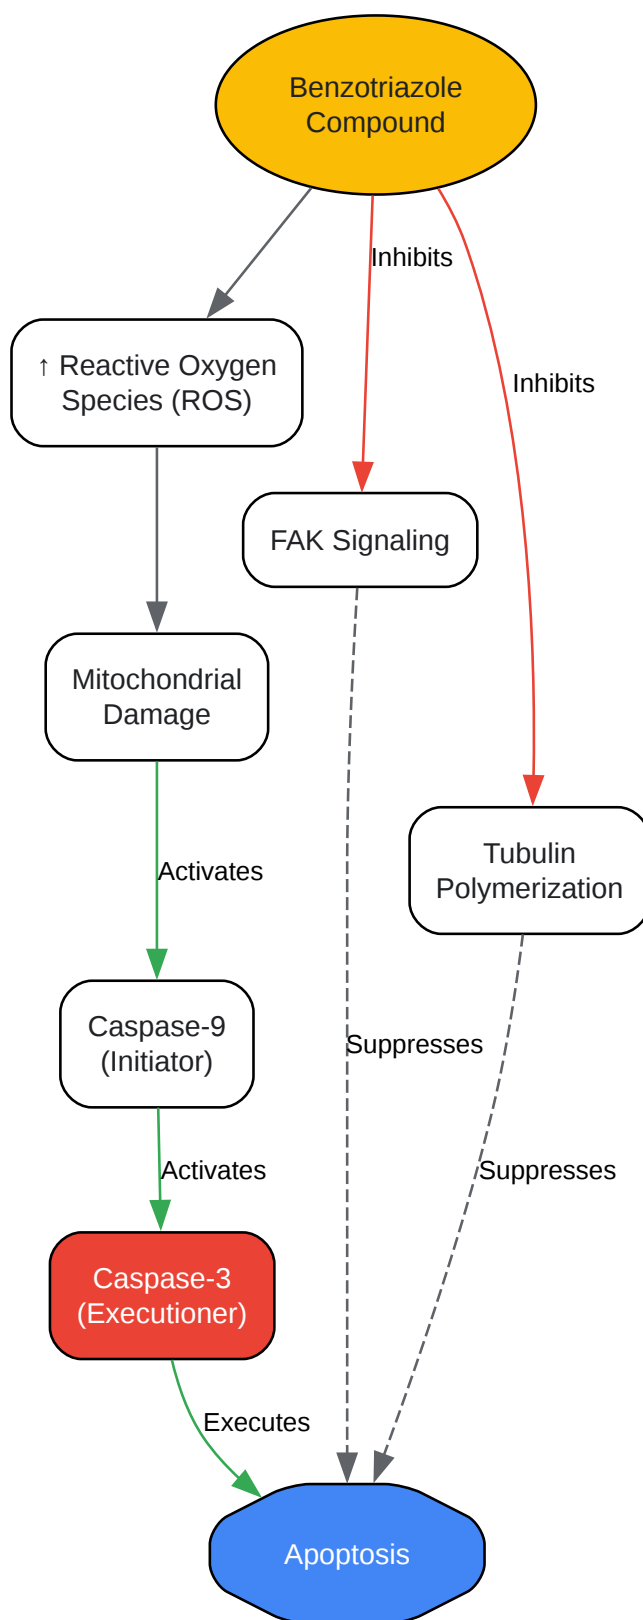 Benzotriazole
Compound
Inhibits
Inhibits
↑ Reactive Oxygen
Species (ROS)
FAK Signaling
Mitochondrial
Damage
Tubulin
Polymerization
Activates
Caspase-9
(Initiator)
Suppresses
Activates
Suppresses
Caspase-3
(Executioner)
Executes
Apoptosis